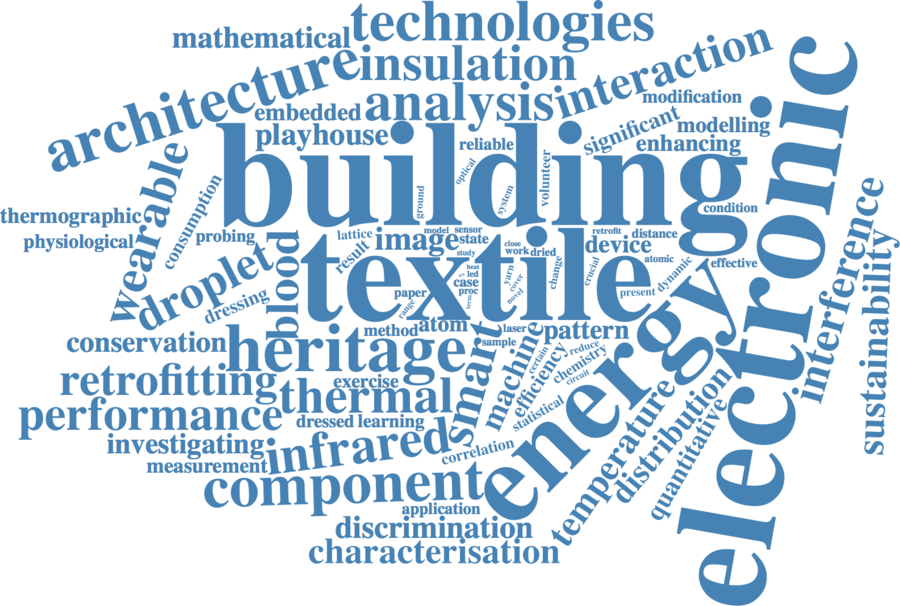 technologies
mathematical
architecture
insulation
interaction
electronic
embedded
analysis
modification
playhouse
significant
modelling
reliable
enhancing
building
optical
volunteer
system
ground
wearable
consumption
thermographic
physiological
probing
condition
lattice
image
model
sensor
state
retrofit
distance
device
close
work
dried
result
study
textile
blood
droplet
dressing
heat
led
case
proc
term
yarn
cover
novel
change
crucial
atomic
effective
present
dynamic
paper
range
interference
sustainability
conservation
heritage
method
atom
laser
sample
pattern
smart
machine
certain
reduce
efficiency
chemistry
circuit
energy
retrofitting
exercise
thermal
performance
dressed
learning
statistical
investigating
infrared
correlation
measurement
component
temperature
distribution
quantitative
application
discrimination
characterisation